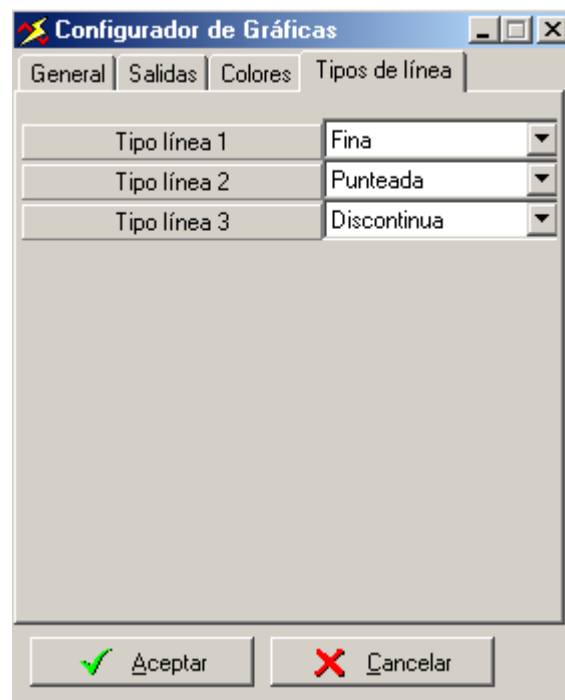 Configurador de Gráficas
General Salidas Colores Tipos de línea
Tipo línea 1 Fina
Tipo línea 2 Punteada
Tipo línea 3 Discontinua
Aceptar Cancelar